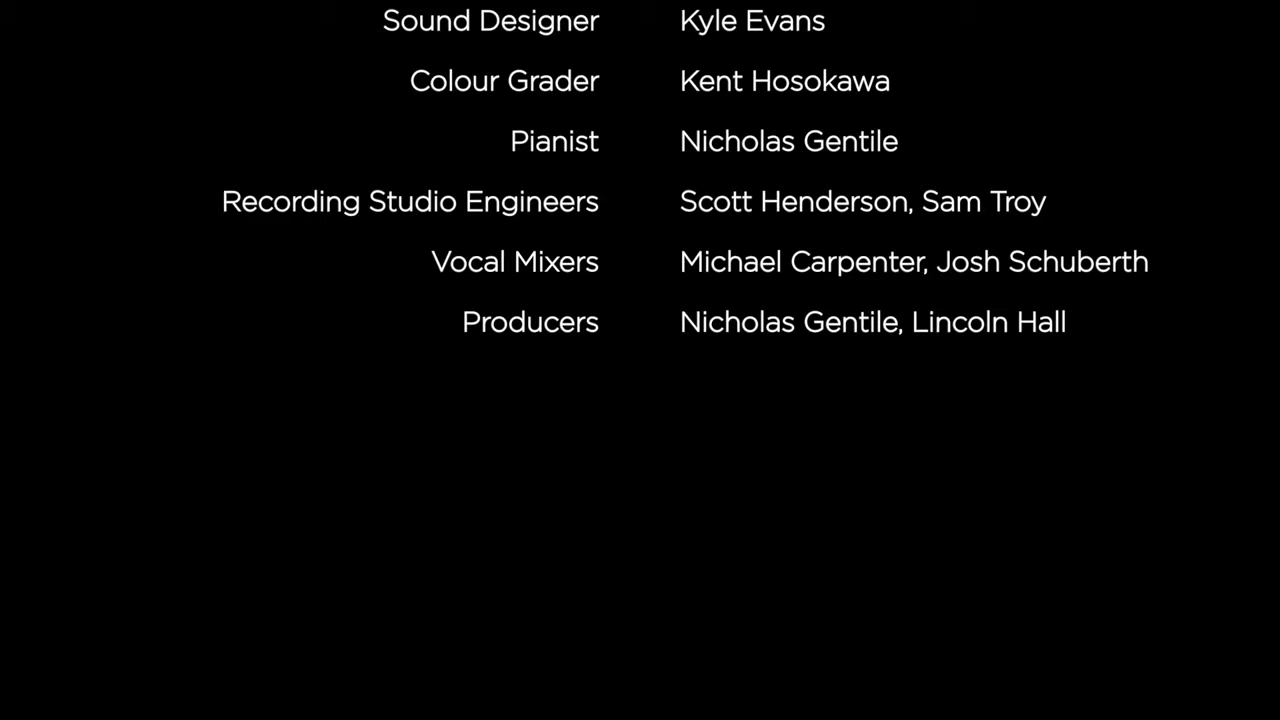 Sound Designer Kyle Evans
Colour Grader Kent Hosokawa
Pianist Nicholas Gentile
Recording Studio Engineers Scott Henderson, Sam Troy
Vocal Mixers Michael Carpenter, Josh Schuberth
Producers Nicholas Gentile, Lincoln Hall